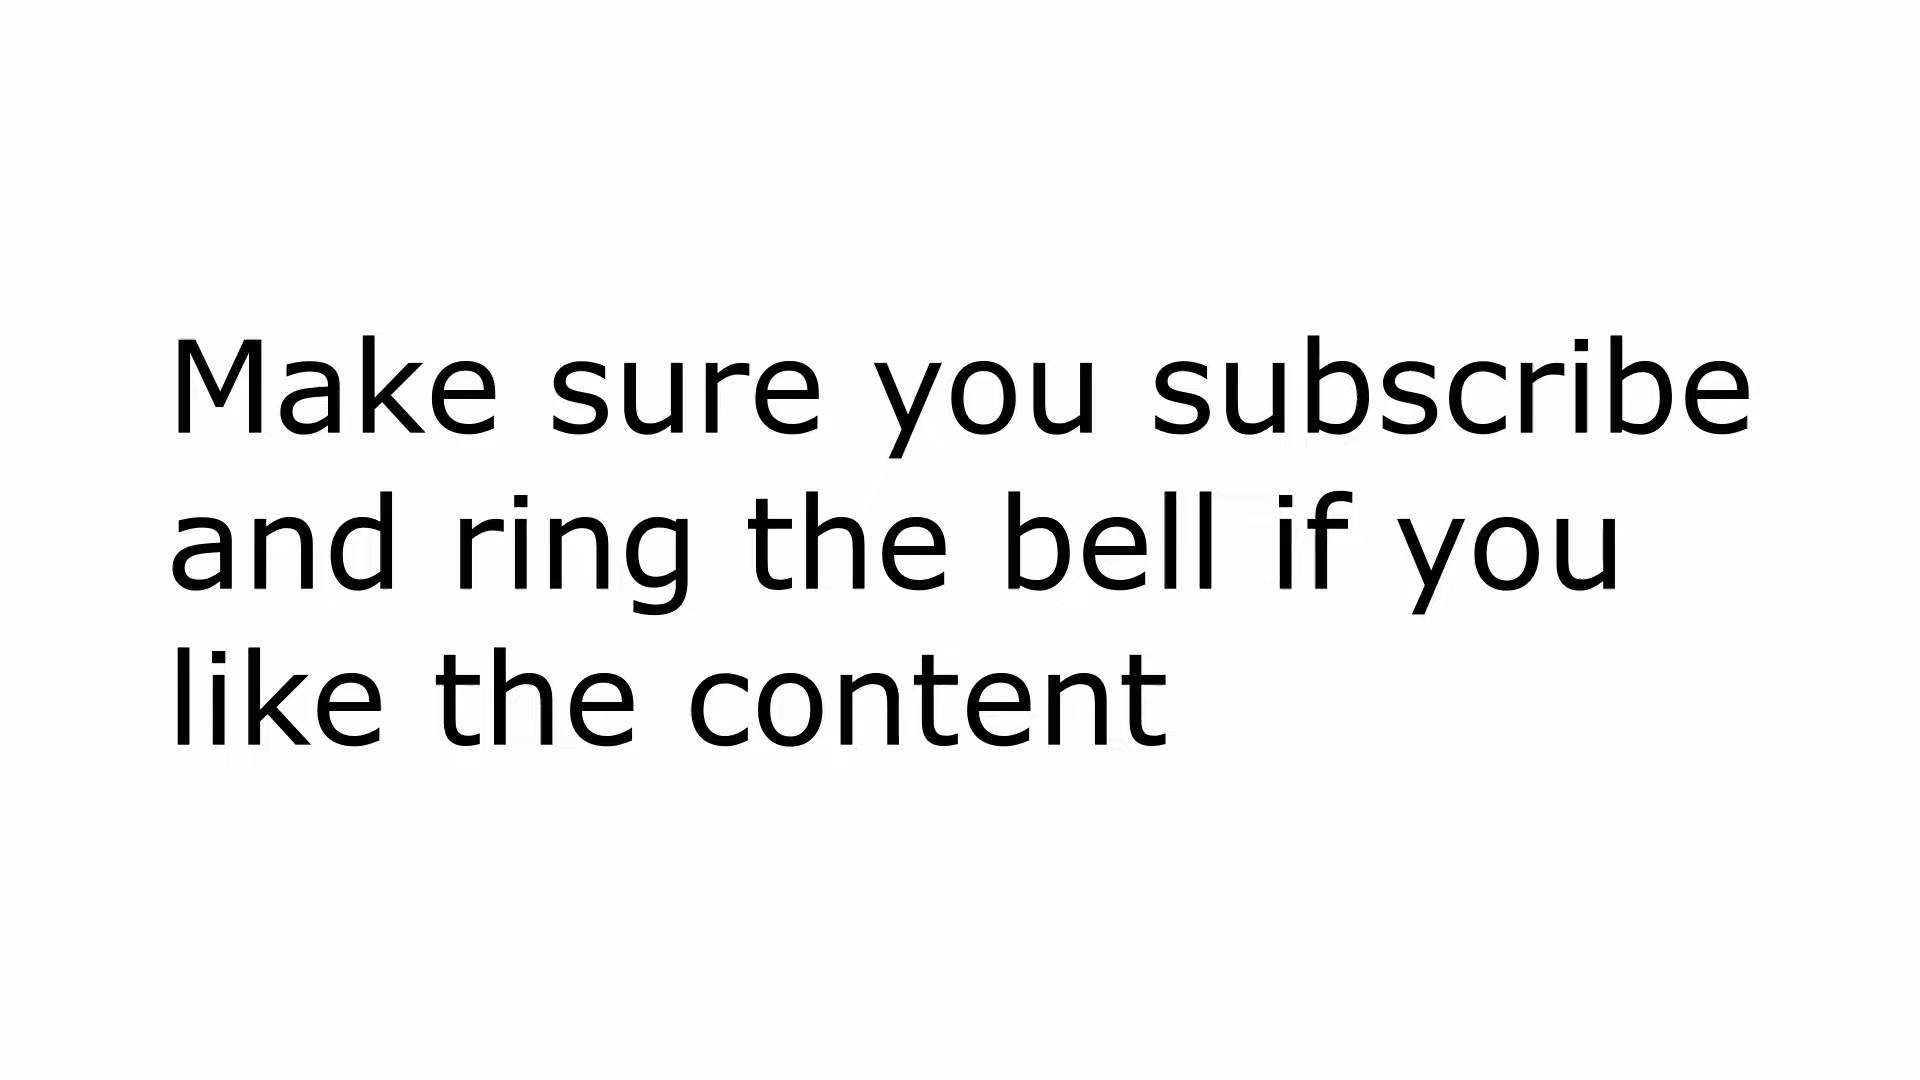 Make sure you subscribe
and ring the bell if you
like the content